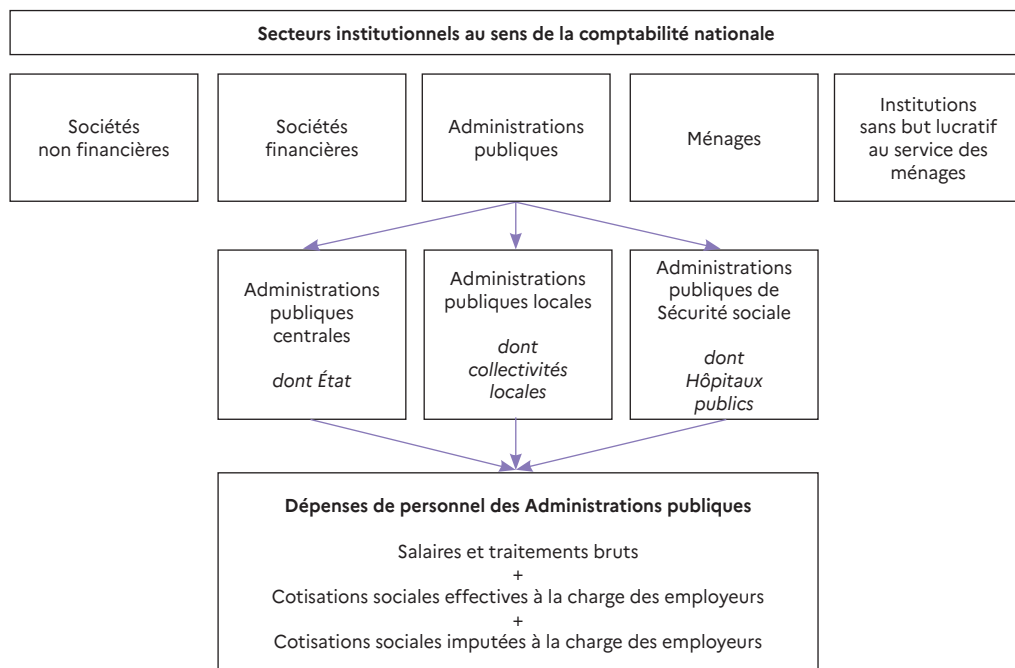 Secteurs institutionnels au sens de la comptabilité nationale
Sociétés
non financières
Sociétés
financières
Administrations
publiques
Ménages
Institutions
sans but lucratif
au service des
ménages
Administrations
publiques
centrales
dont État
Administrations
publiques locales
dont
collectivités
locales
Administrations
publiques de
Sécurité sociale
dont
Hôpitaux
publics
Dépenses de personnel des Administrations publiques
Salaires et traitements bruts
+
Cotisations sociales effectives à la charge des employeurs
+
Cotisations sociales imputées à la charge des employeurs